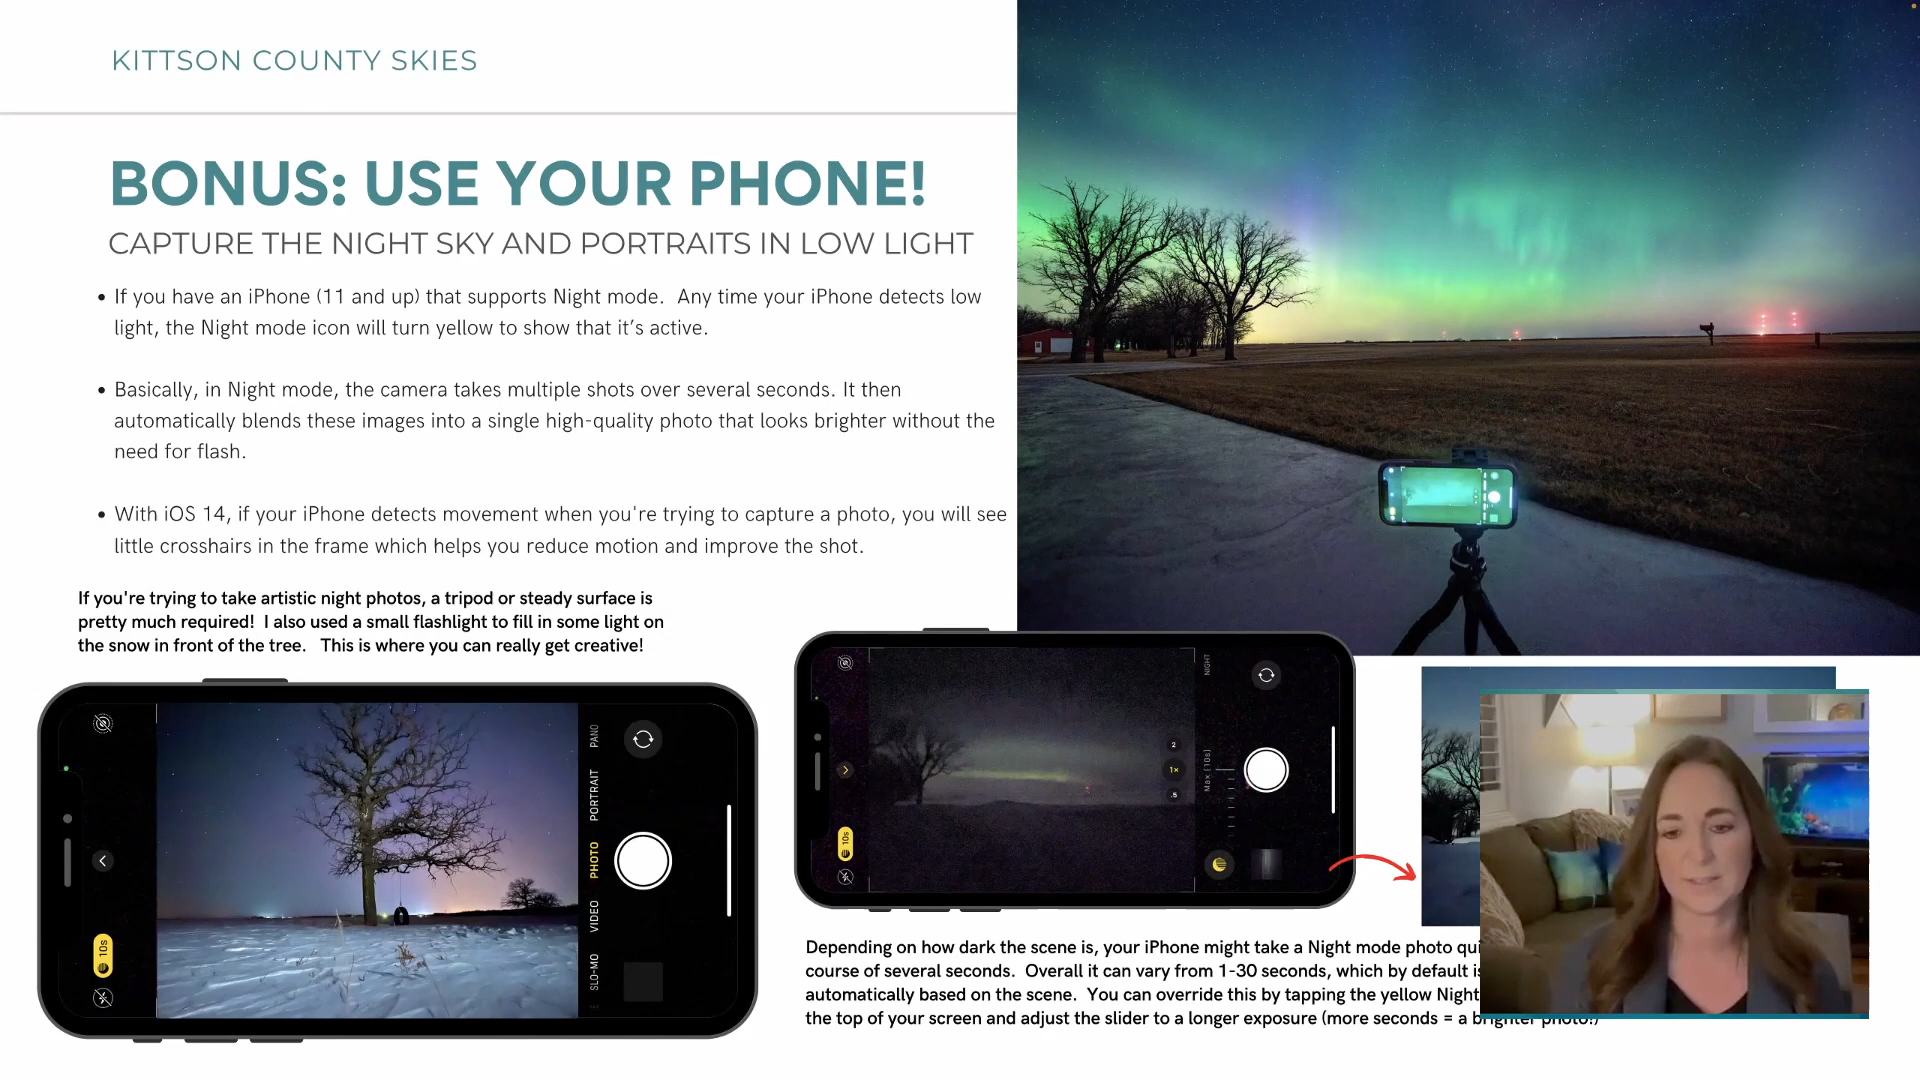 KITTSON COUNTY SKIES
BONUS: USE YOUR PHONE!
CAPTURE THE NIGHT SKY AND PORTRAITS IN LOW LIGHT
• If you have an iPhone (11 and up) that supports Night mode.  Any time your iPhone detects low
light, the Night mode icon will turn yellow to show that it’s active.
• Basically, in Night mode, the camera takes multiple shots over several seconds. It then
automatically blends these images into a single high-quality photo that looks brighter without the
need for flash.
• With iOS 14, if your iPhone detects movement when you're trying to capture a photo, you will see
little crosshairs in the frame which helps you reduce motion and improve the shot.
If you're trying to take artistic night photos, a tripod or steady surface is
pretty much required!  I also used a small flashlight to fill in some light on
the snow in front of the tree.   This is where you can really get creative!
10s
PANO
PORTRAIT
PHOTO
VIDEO
SLO-MO
10s
2
1×
.5
NIGHT
Max (10s)
Depending on how dark the scene is, your iPhone might take a Night mode photo
course of several seconds.  Overall it can vary from 1-30 seconds, which by default
automatically based on the scene.  You can override this by tapping the yellow Night
the top of your screen and adjust the slider to a longer exposure (more seconds = a brighter photo!)